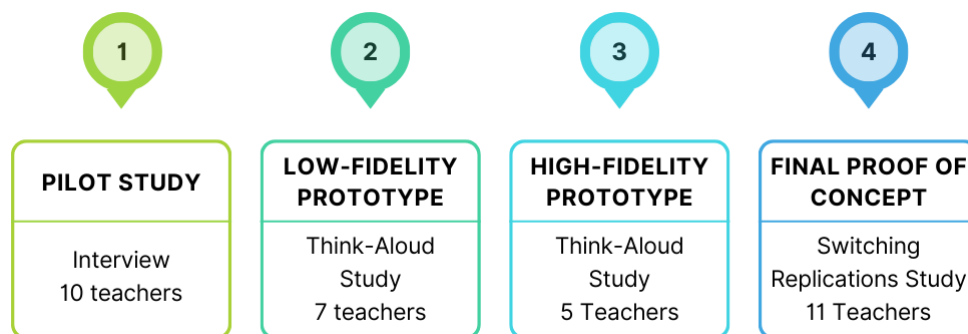 1
2
3
4
PILOT STUDY
Interview
10 teachers
LOW-FIDELITY
PROTOTYPE
Think-Aloud
Study
7 teachers
HIGH-FIDELITY
PROTOTYPE
Think-Aloud
Study
5 Teachers
FINAL PROOF OF
CONCEPT
Switching
Replications Study
11 Teachers